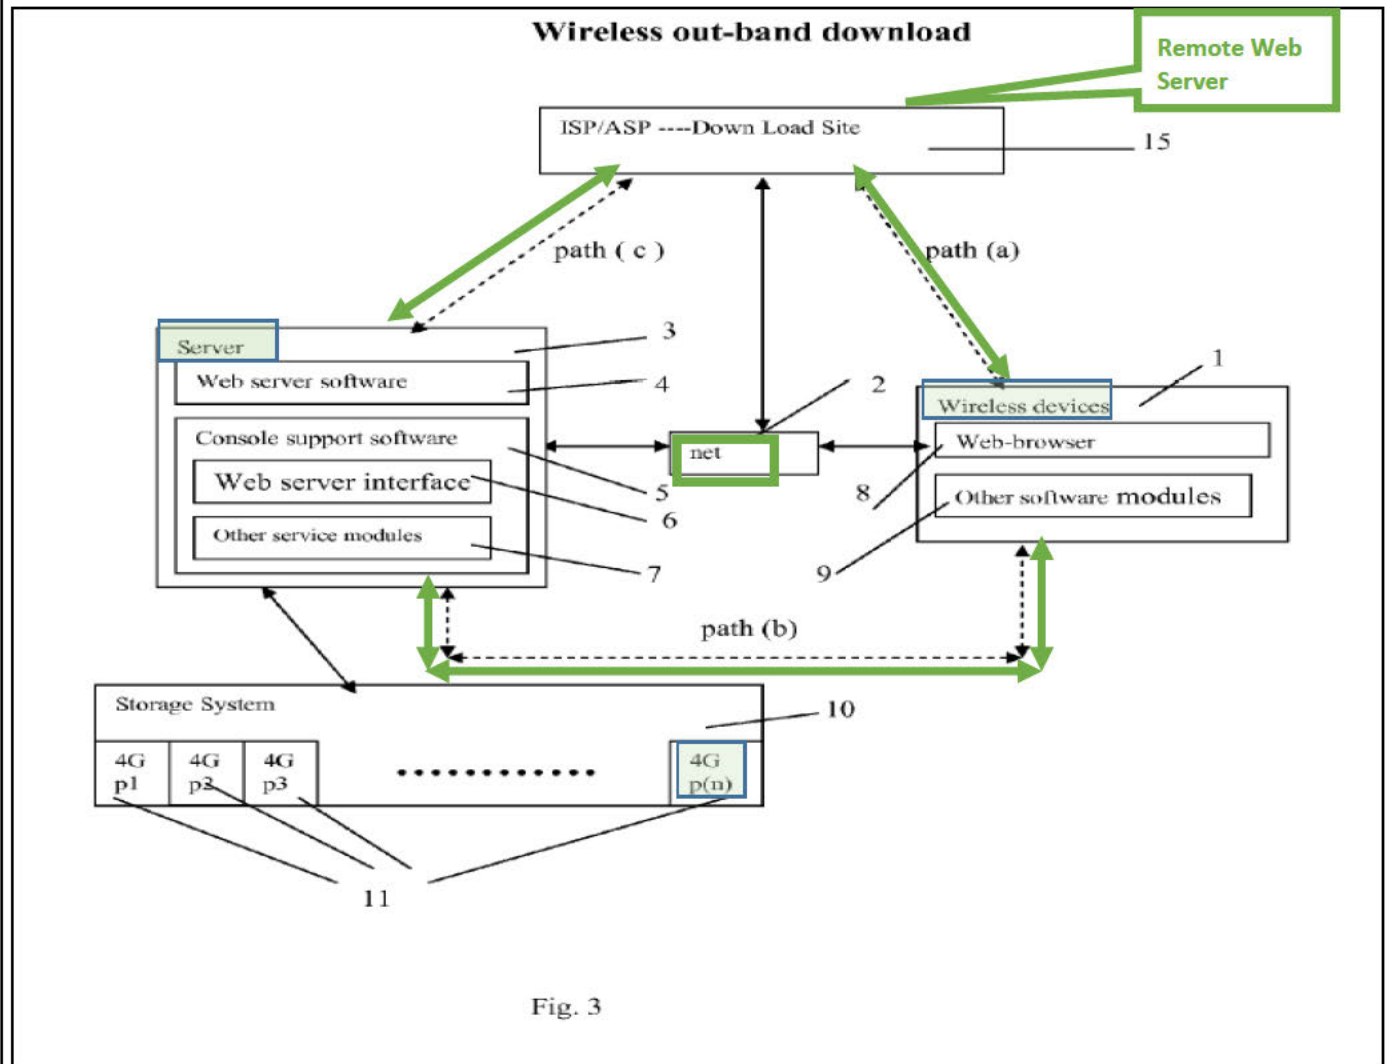 Wireless out-band download
Remote Web
Server
ISP/ASP ----Down Load Site
15
path ( c )
path (a)
Server
3
Web server software
4
Console support software
5
Web server interface
6
Other service modules
7
2
net
1
Wireless devices
Web-browser
8
Other software modules
9
path (b)
Storage System
10
4G
p1
4G
p2
4G
p3
4G
p(n)
11
Fig. 3